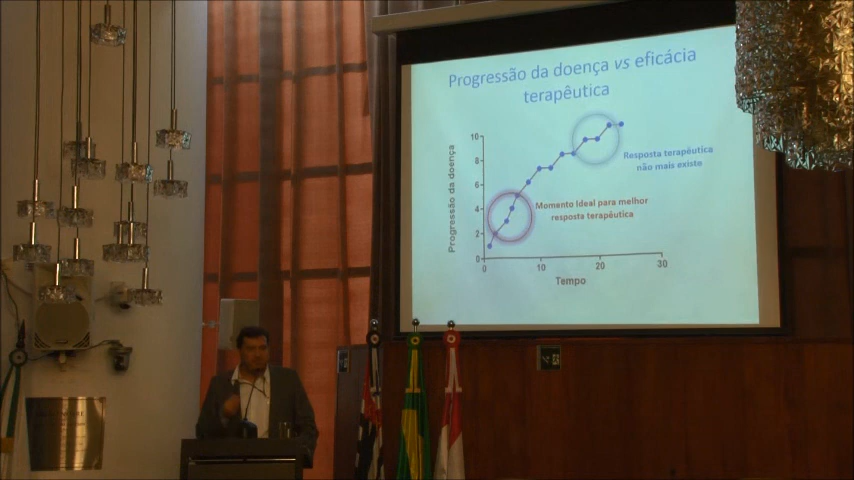 Progressão da doença vs eficácia
terapêutica
Progressão da doença
10
8
6
4
2
0
Resposta terapêutica
não mais existe
Momento Ideal para melhor
resposta terapêutica
0
10
20
30
Tempo